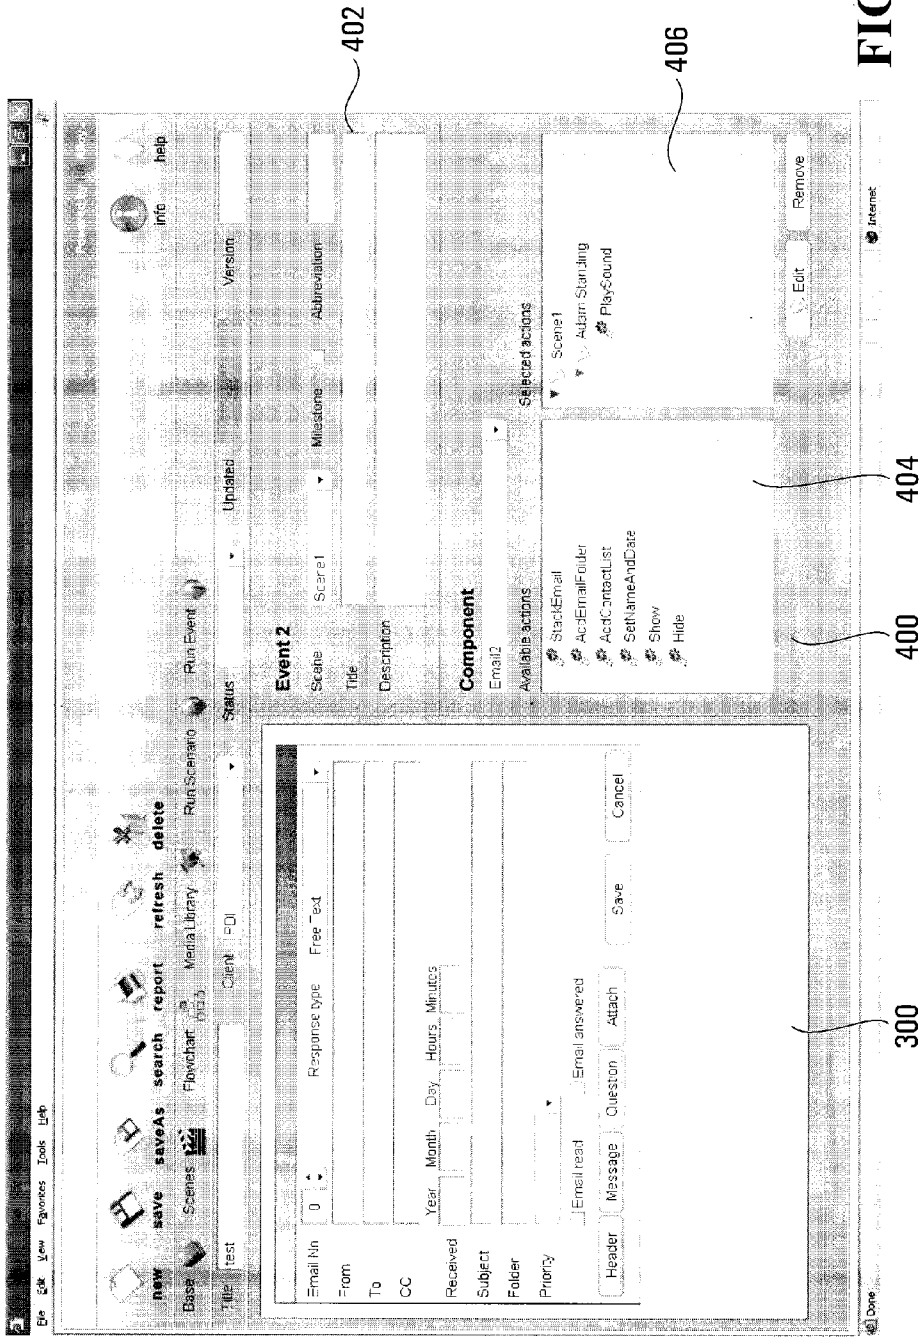 File Edit View Favorites Tools Help
new save saveAs search report refresh delete info help
Base Scenes Flowchart Media Library Run Scenario Run Event
Title test Client PDI Status Updated Version
Email Nn 0 Response type Free Text
From
To
CC
Year Month Day Hours Minutes
Received
Subject
Folder
Priority
Email read Email answered
Header Message Question Attach Save Cancel
Event 2
Scene Scene1 Milestone Abbreviation
Title
Description
Component
Email2
Available actions
StackEmail
AddEmailFolder
AddContactList
SetNameAndDate
Show
Hide
Selected actions
Scene1
Adam Standing
PlaySound
Edit Remove
Done Internet
300
400
404
402
406
FIG